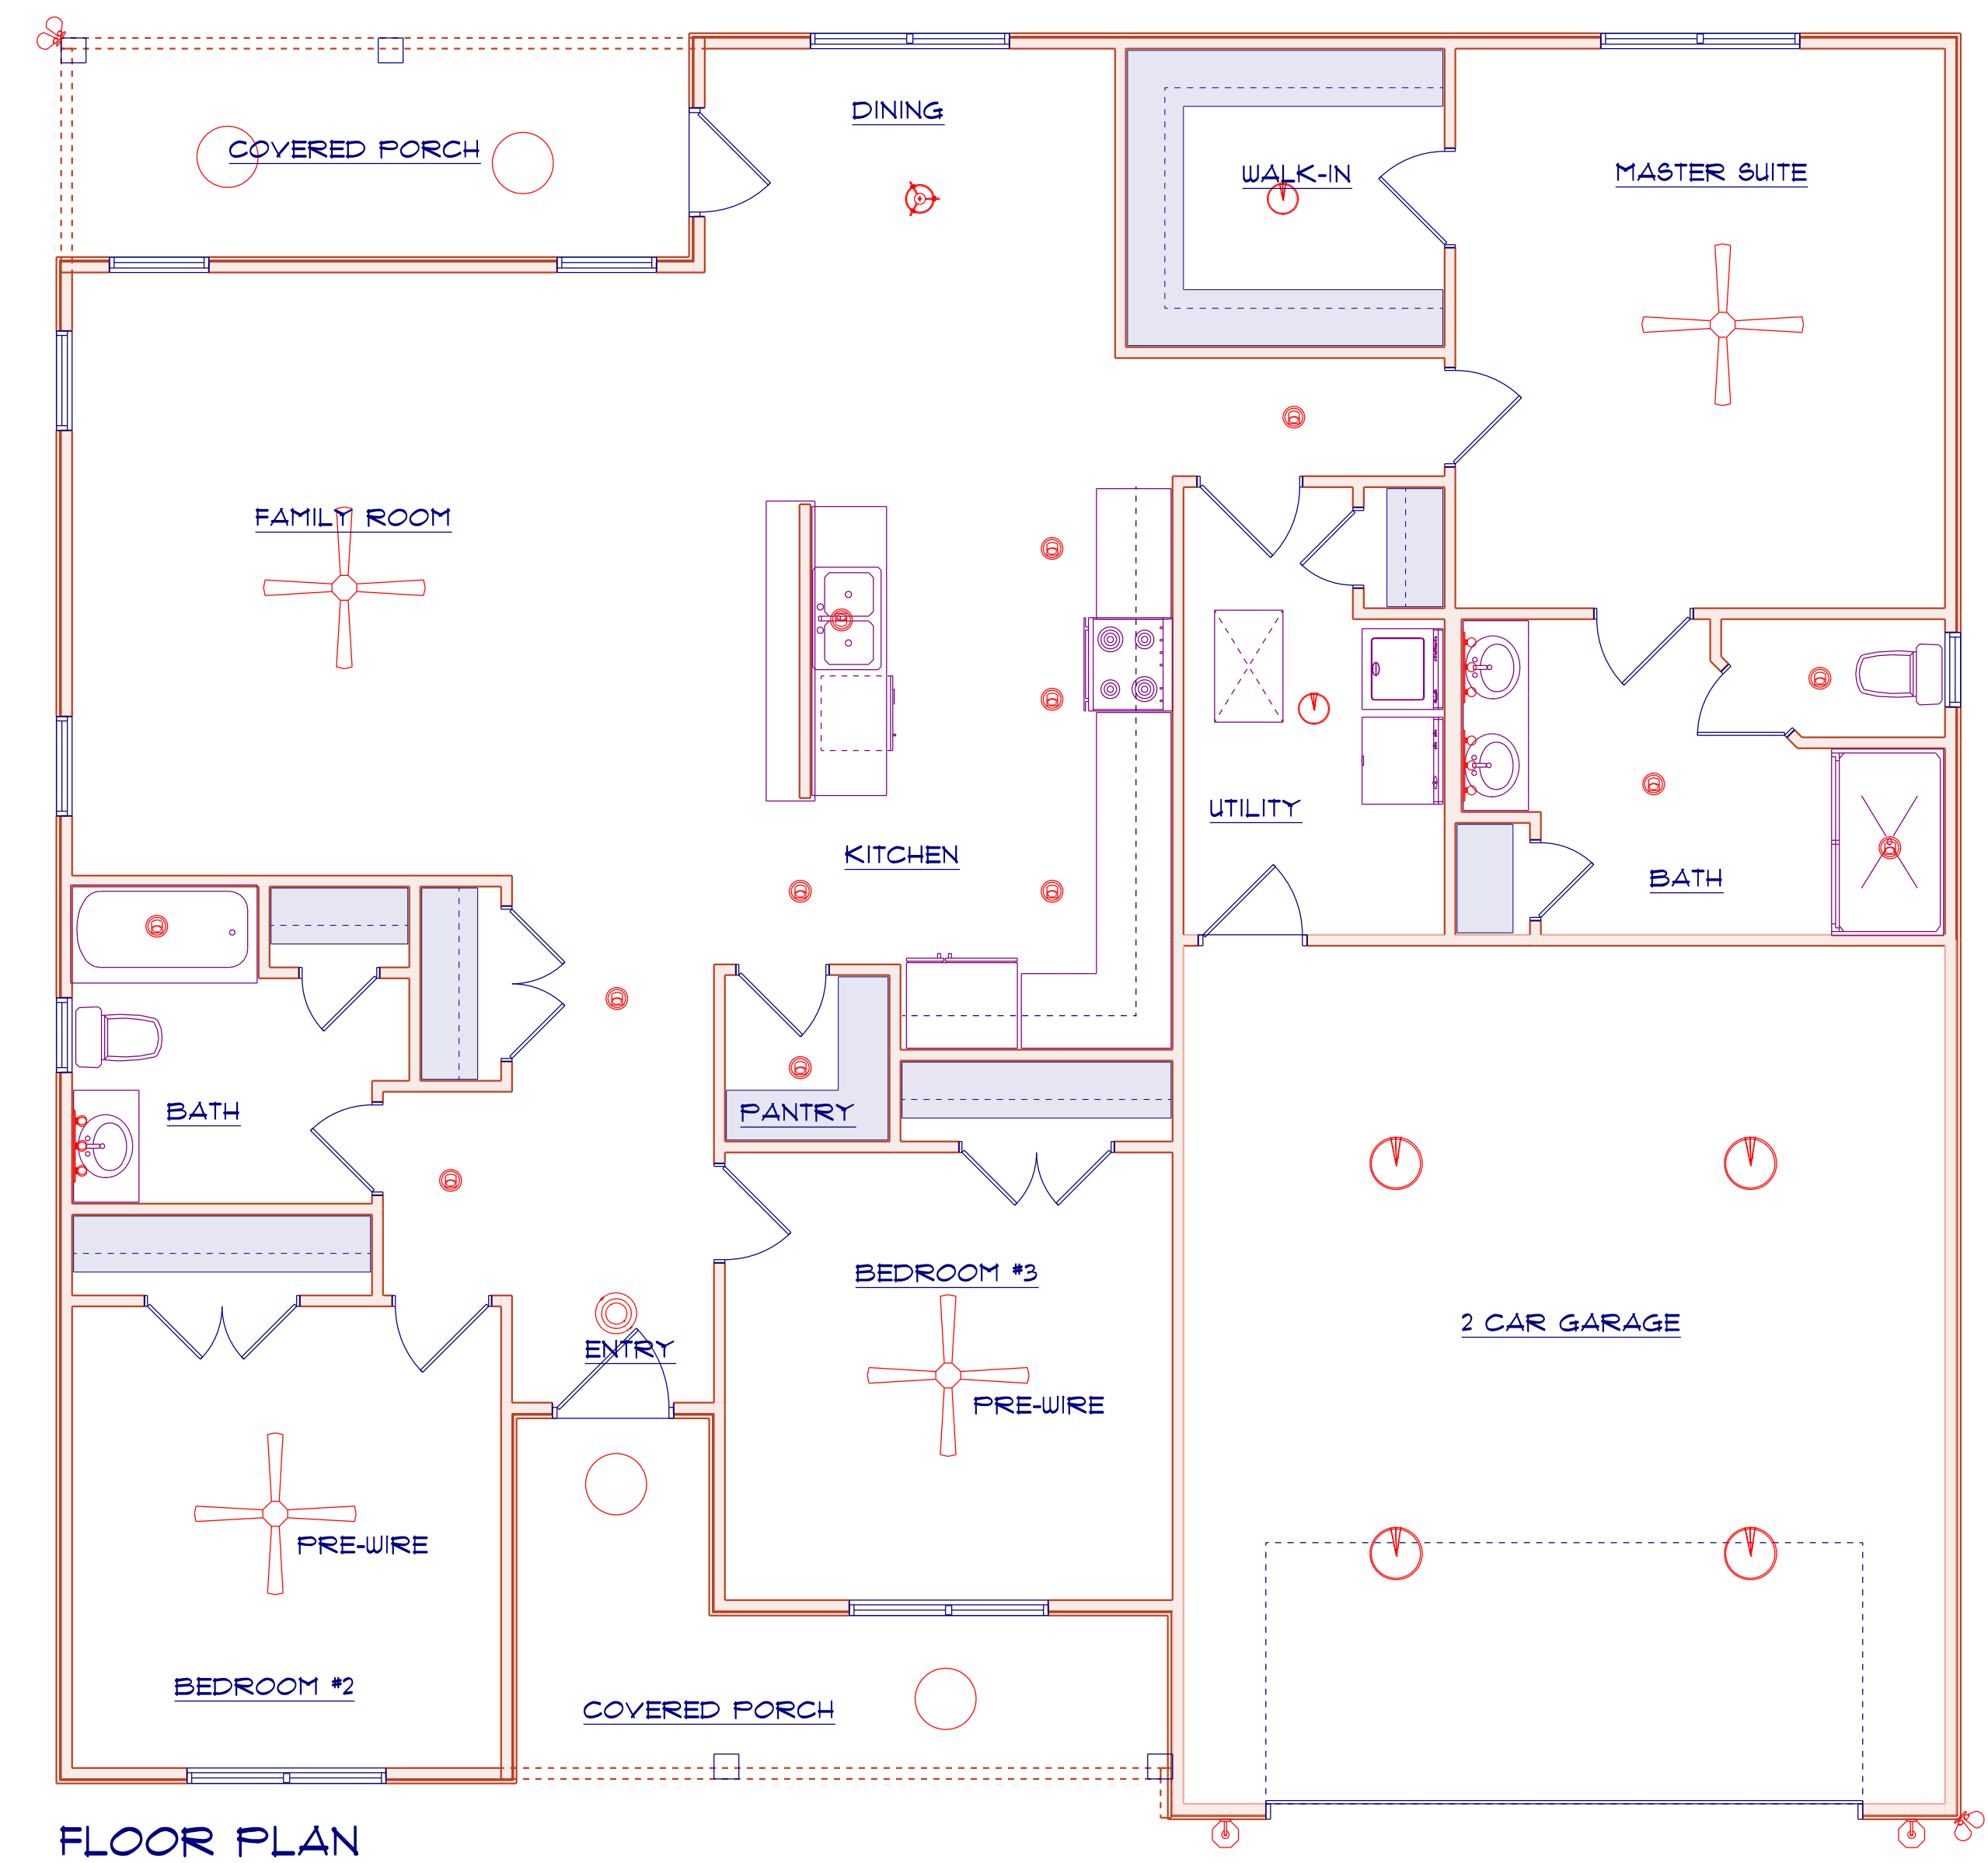 DINING
COVERED PORCH
WALK-IN
MASTER SUITE
FAMILY ROOM
UTILITY
KITCHEN
BATH
BATH
PANTRY
BEDROOM #3
2 CAR GARAGE
ENTRY
PRE-WIRE
PRE-WIRE
BEDROOM #2
COVERED PORCH
FLOOR PLAN